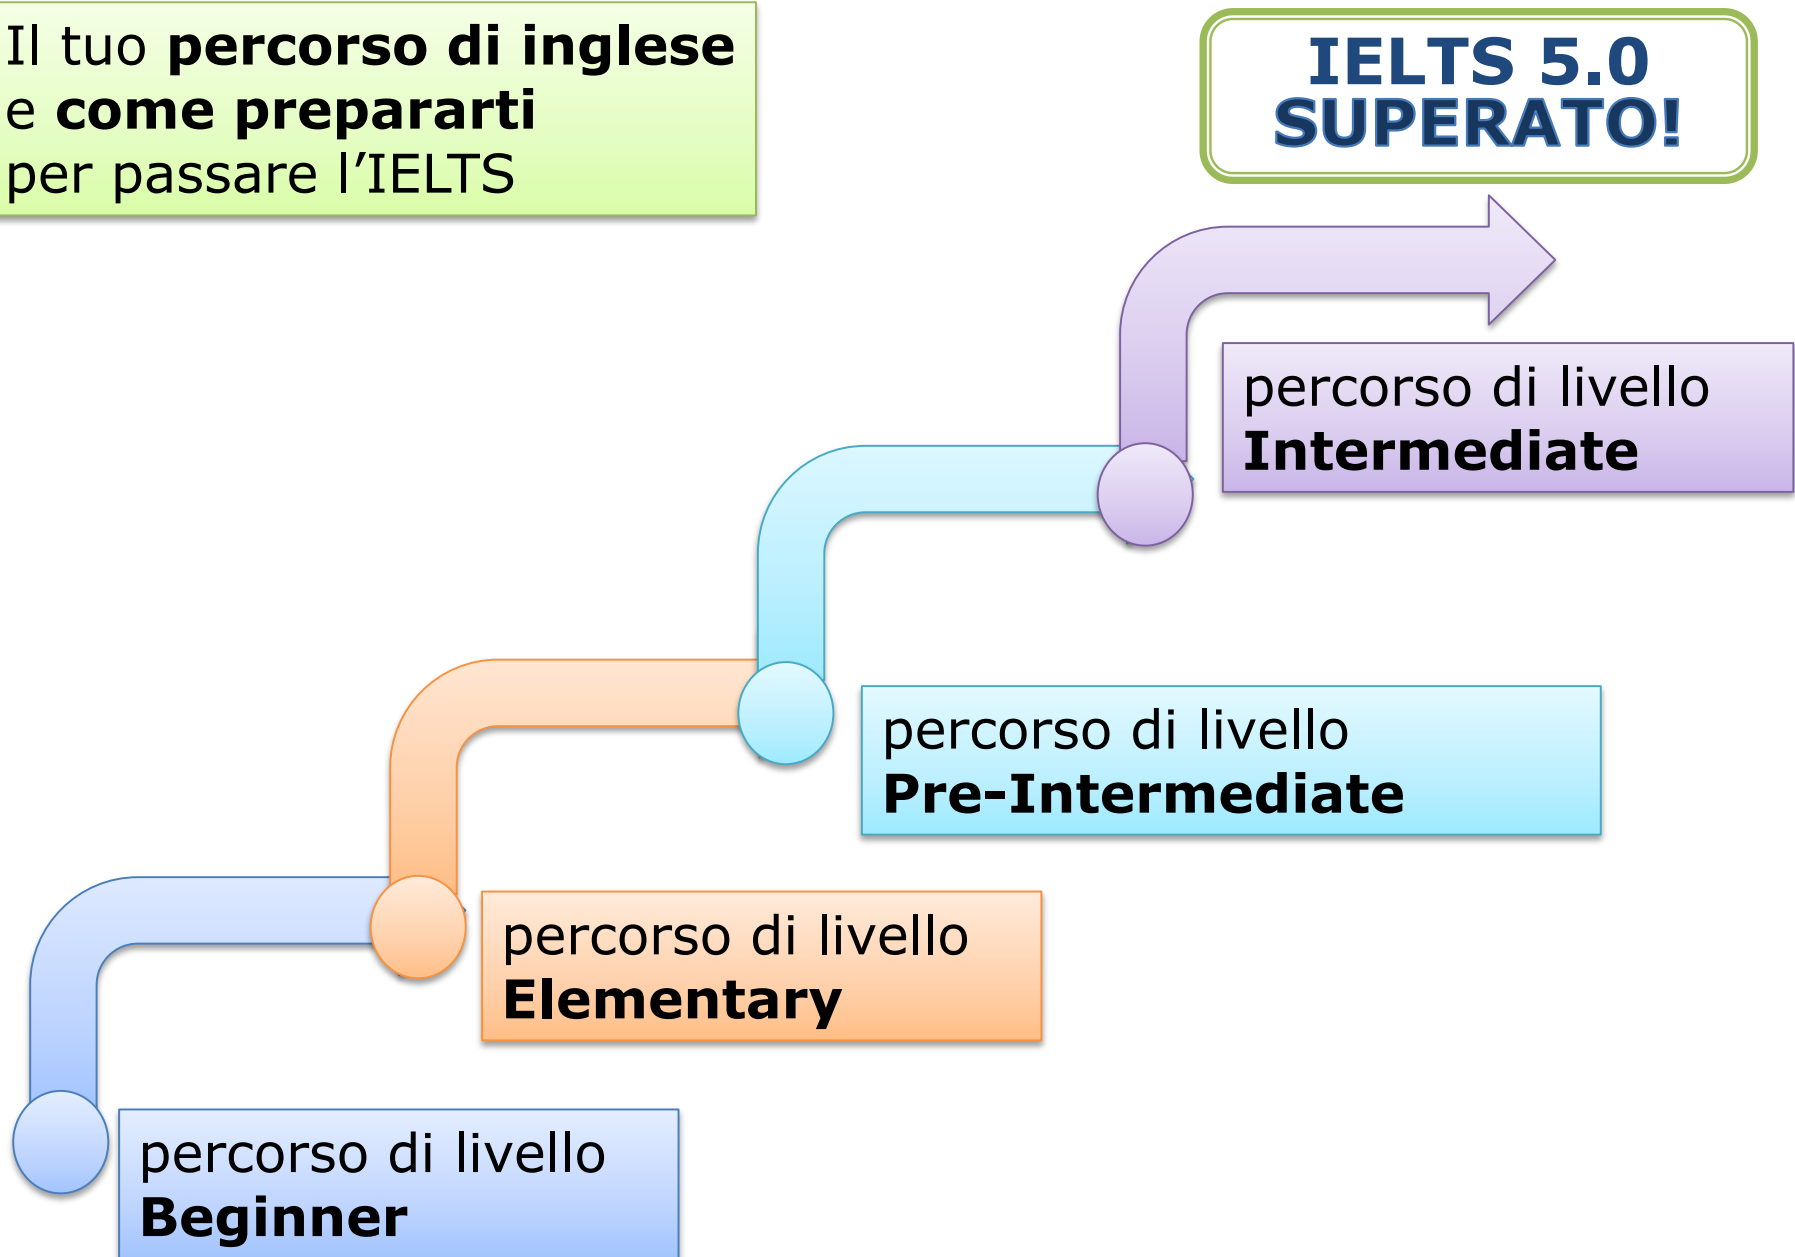 Il tuo percorso di inglese
e come prepararti
per passare l’IELTS
IELTS 5.0
SUPERATO!
percorso di livello
Intermediate
percorso di livello
Pre-Intermediate
percorso di livello
Elementary
percorso di livello
Beginner